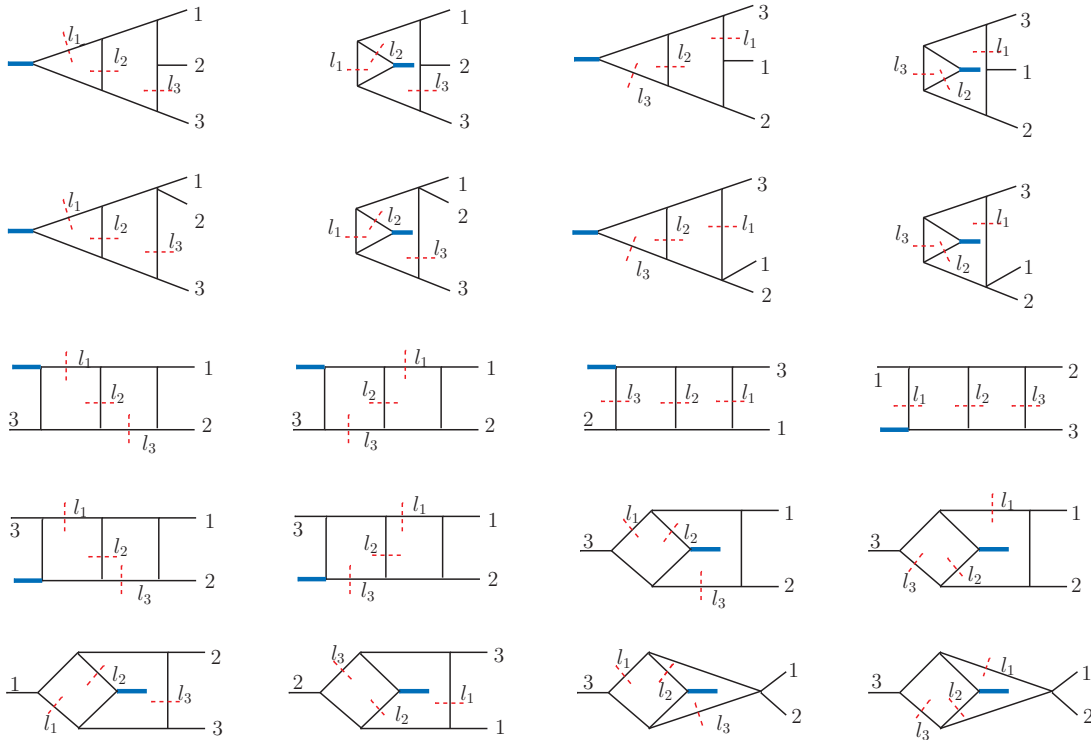 1 1 3 3
l₁ l₂ l₁
l₂ l₁ 2 2 l₂ 1 l₃ 1
l₃ l₃ l₃ l₂
3 3 2 2
1 1 3 3
l₁ 2 l₂ 2 l₁
l₂ l₁ l₂ l₁ l₃
l₃ l₃ l₃ 1 l₂ 1
3 3 2 2
l₁ 1 l₁ 1 3 1 2
l₂ l₂ l₃ l₂ l₁ l₁ l₂ l₃
3 2 3 2 2 1 3
l₃ l₃
3 l₁ 1 3 l₁ 1 l₁ 1 l₁ 1
l₂ l₂ 3 l₂ 3 l₃ l₂
2 2 2 2
l₃ l₃ l₃
2 l₃ 3 l₁ 1 l₁ 1
1 l₂ l₃ 2 l₂ l₁ 3 l₂ 3 l₂
l₁ 3 1 l₃ 2 l₃ 2